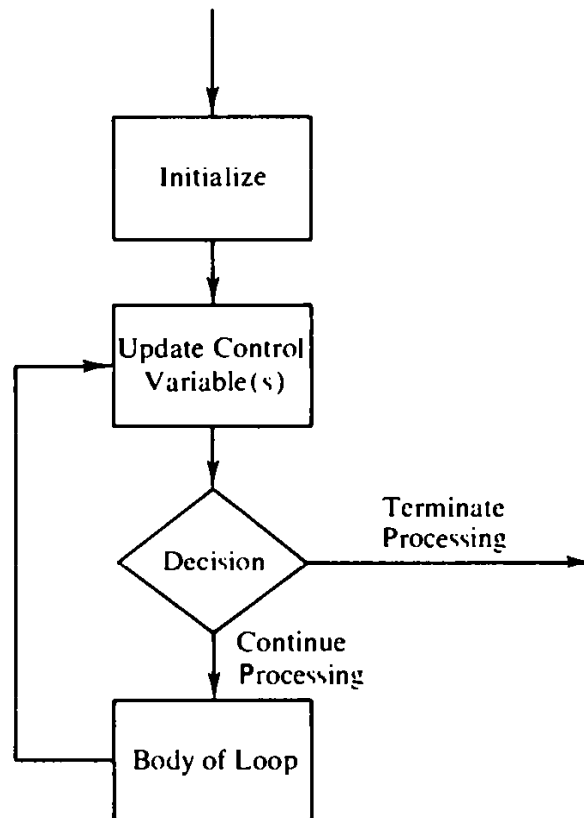 Initialize
Update Control
Variable(s)
Decision
Terminate
Processing
Continue
Processing
Body of Loop